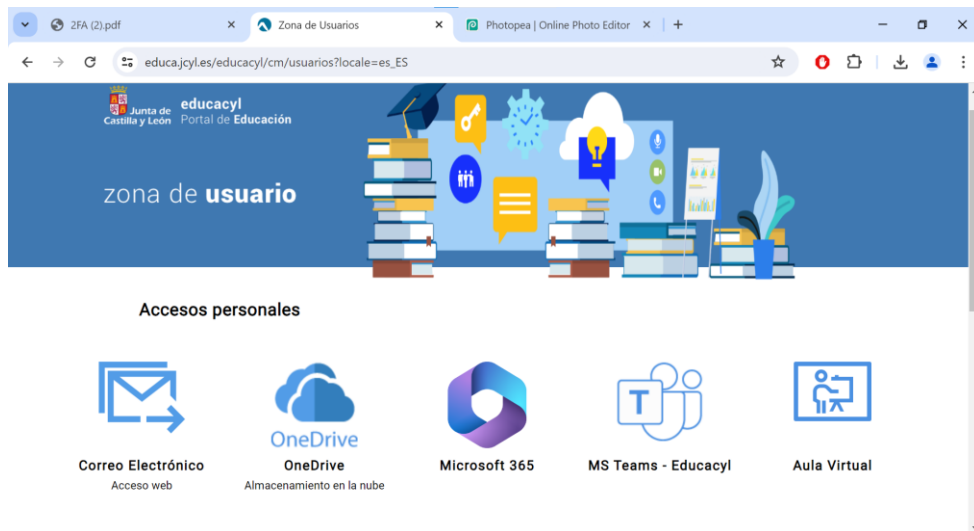 2FA (2).pdf
Zona de Usuarios
Photopea | Online Photo Editor
educa.jcyl.es/educacyl/cm/usuarios?locale=es_ES
Junta de
Castilla y León
educacyl
Portal de Educación
zona de usuario
Accesos personales
OneDrive
T
Correo Electrónico
Acceso web
OneDrive
Almacenamiento en la nube
Microsoft 365
MS Teams - Educacyl
Aula Virtual